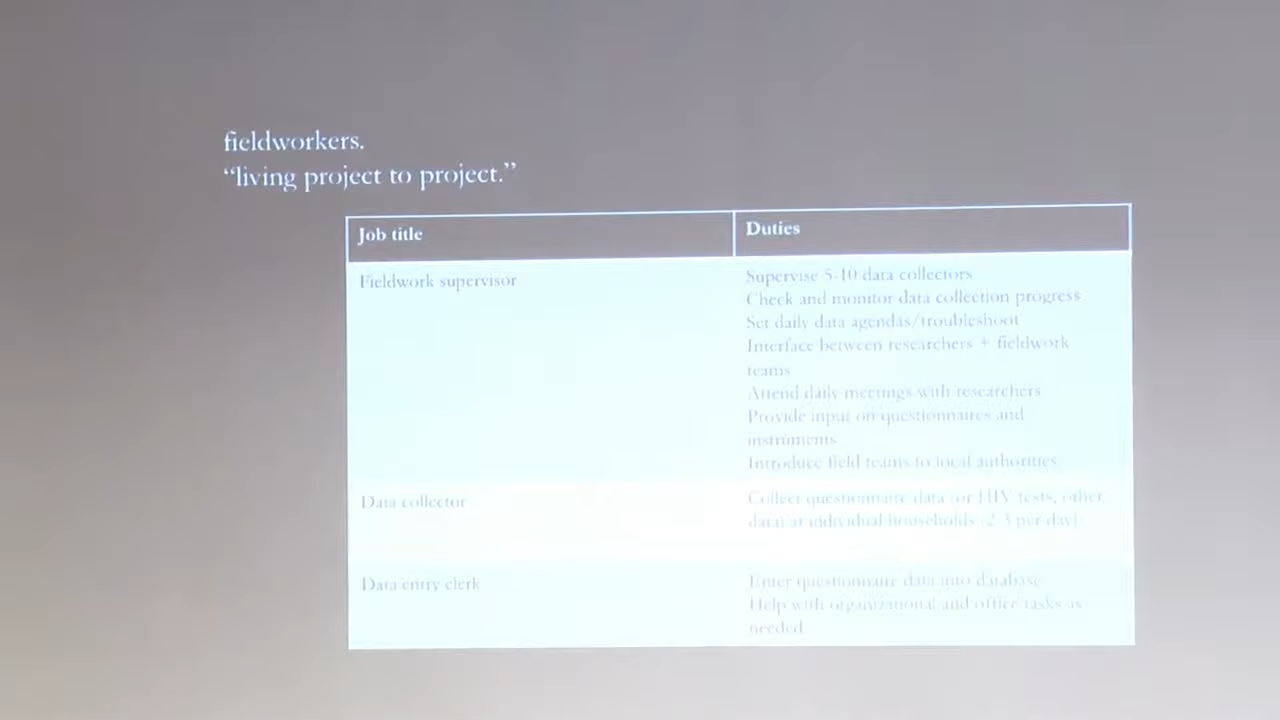 fieldworkers.
“living project to project.”
Job title
Duties
Fieldwork supervisor
Supervise 5-10 data collectors
Check and monitor data collection progress
Set daily data agendas/troubleshoot
Interface between researchers + fieldwork
teams
Attend daily meetings with researchers
Provide input on questionnaires and
instruments
Introduce field teams to local authorities
Data collector
Collect questionnaire data (or HIV tests, other
data) at individual households (2-3 per day)
Data entry clerk
Enter questionnaire data into database
Help with organizational and office tasks as
needed